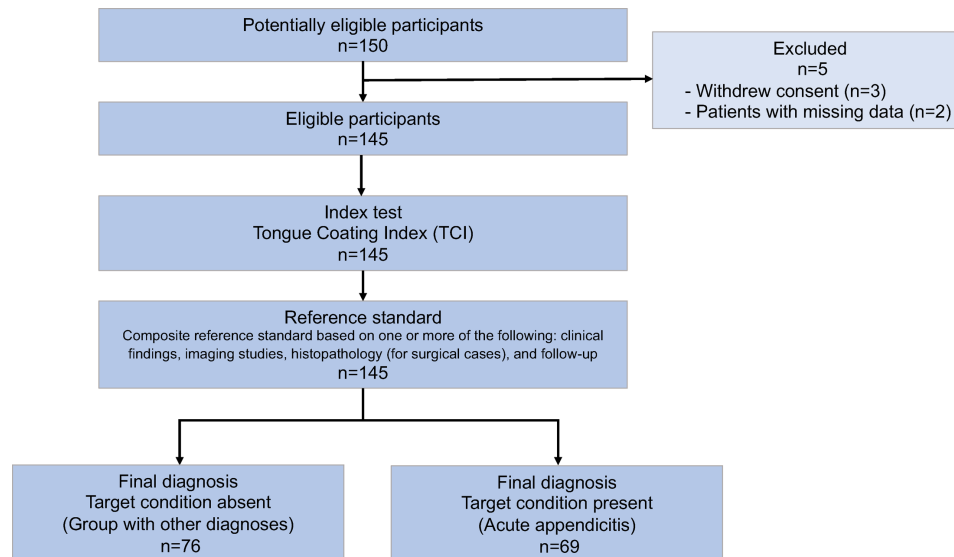 Potentially eligible participants
n=150
Excluded
n=5
- Withdrew consent (n=3)
- Patients with missing data (n=2)
Eligible participants
n=145
Index test
Tongue Coating Index (TCI)
n=145
Reference standard
Composite reference standard based on one or more of the following: clinical
findings, imaging studies, histopathology (for surgical cases), and follow-up
n=145
Final diagnosis
Target condition absent
(Group with other diagnoses)
n=76
Final diagnosis
Target condition present
(Acute appendicitis)
n=69